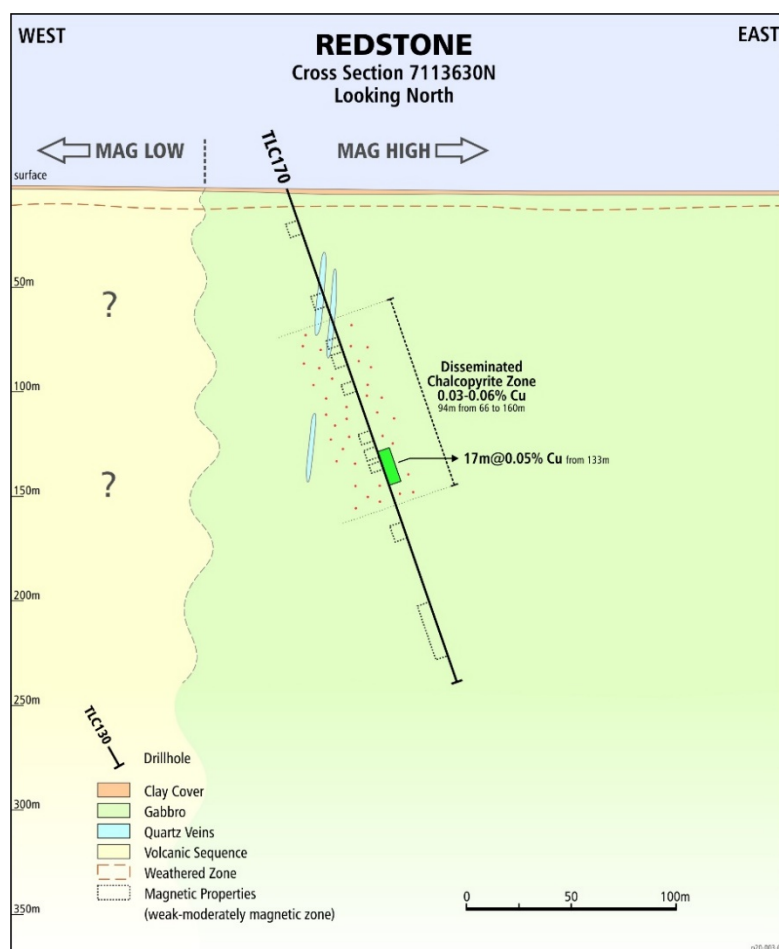 WEST
REDSTONE
EAST
Cross Section 7113630N
Looking North
MAG LOW
TLC170
MAG HIGH
surface
50m
?
Disseminated
Chalcopyrite Zone
0.03-0.06% Cu
94m from 66 to 160m
100m
17m@0.05% Cu from 133m
150m
?
200m
250m
TLC130
Drillhole
Clay Cover
Gabbro
300m
Quartz Veins
Volcanic Sequence
Weathered Zone
Magnetic Properties
(weak-moderately magnetic zone)
0 50 100m
350m